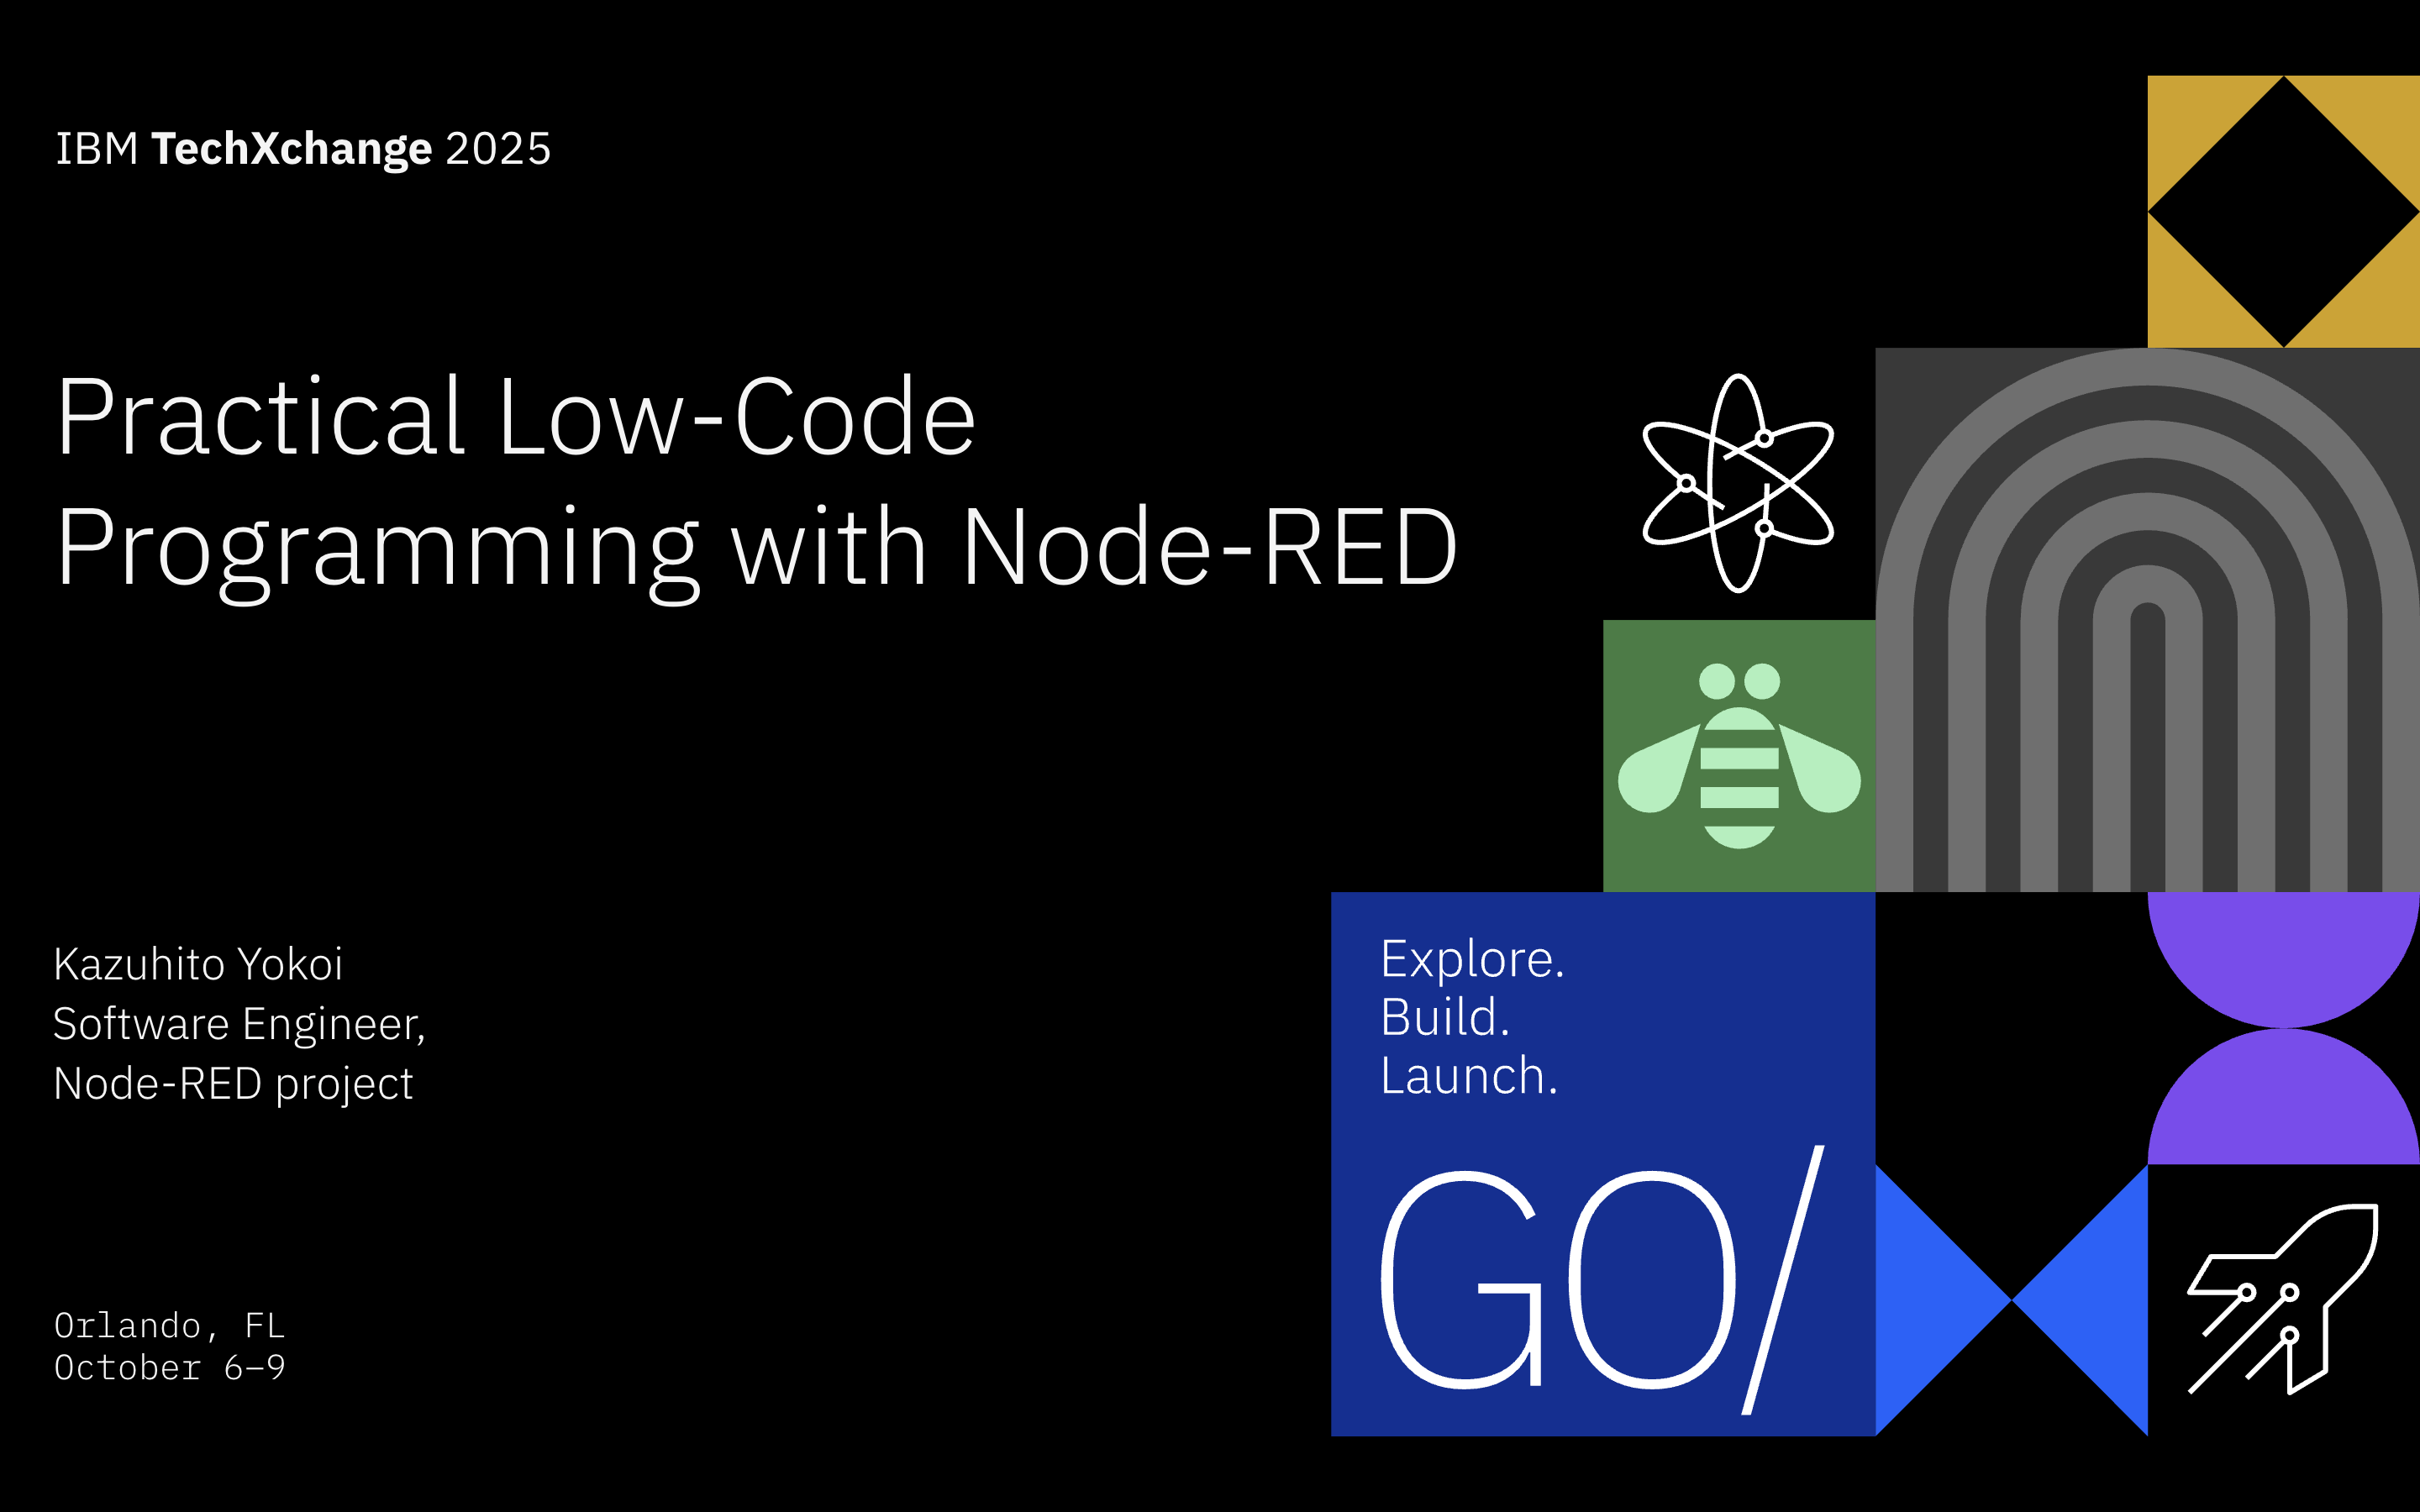 IBM TechXchange 2025
Practical Low-Code
Programming with Node-RED
Kazuhito Yokoi
Software Engineer,
Node-RED project
Orlando, FL
October 6–9
Explore.
Build.
Launch.
GO/